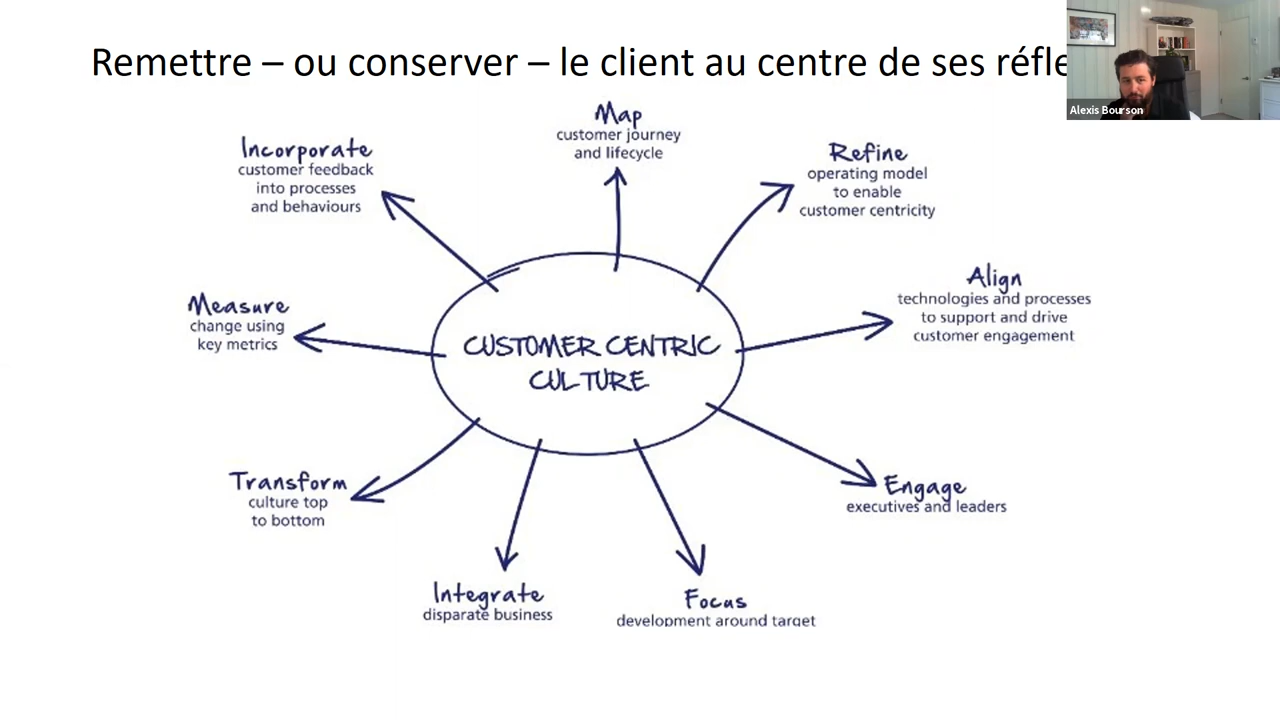 Remettre – ou conserver – le client au centre de ses réfle
Alexis Bourson
Map
customer journey
and lifecycle
Incorporate
customer feedback
into processes
and behaviours
Refine
operating model
to enable
customer centricity
Align
technologies and processes
to support and drive
customer engagement
Measure
change using
key metrics
CUSTOMER CENTRIC
CULTURE
Transform
culture top
to bottom
Engage
executives and leaders
Integrate
disparate business
Focus
development around target